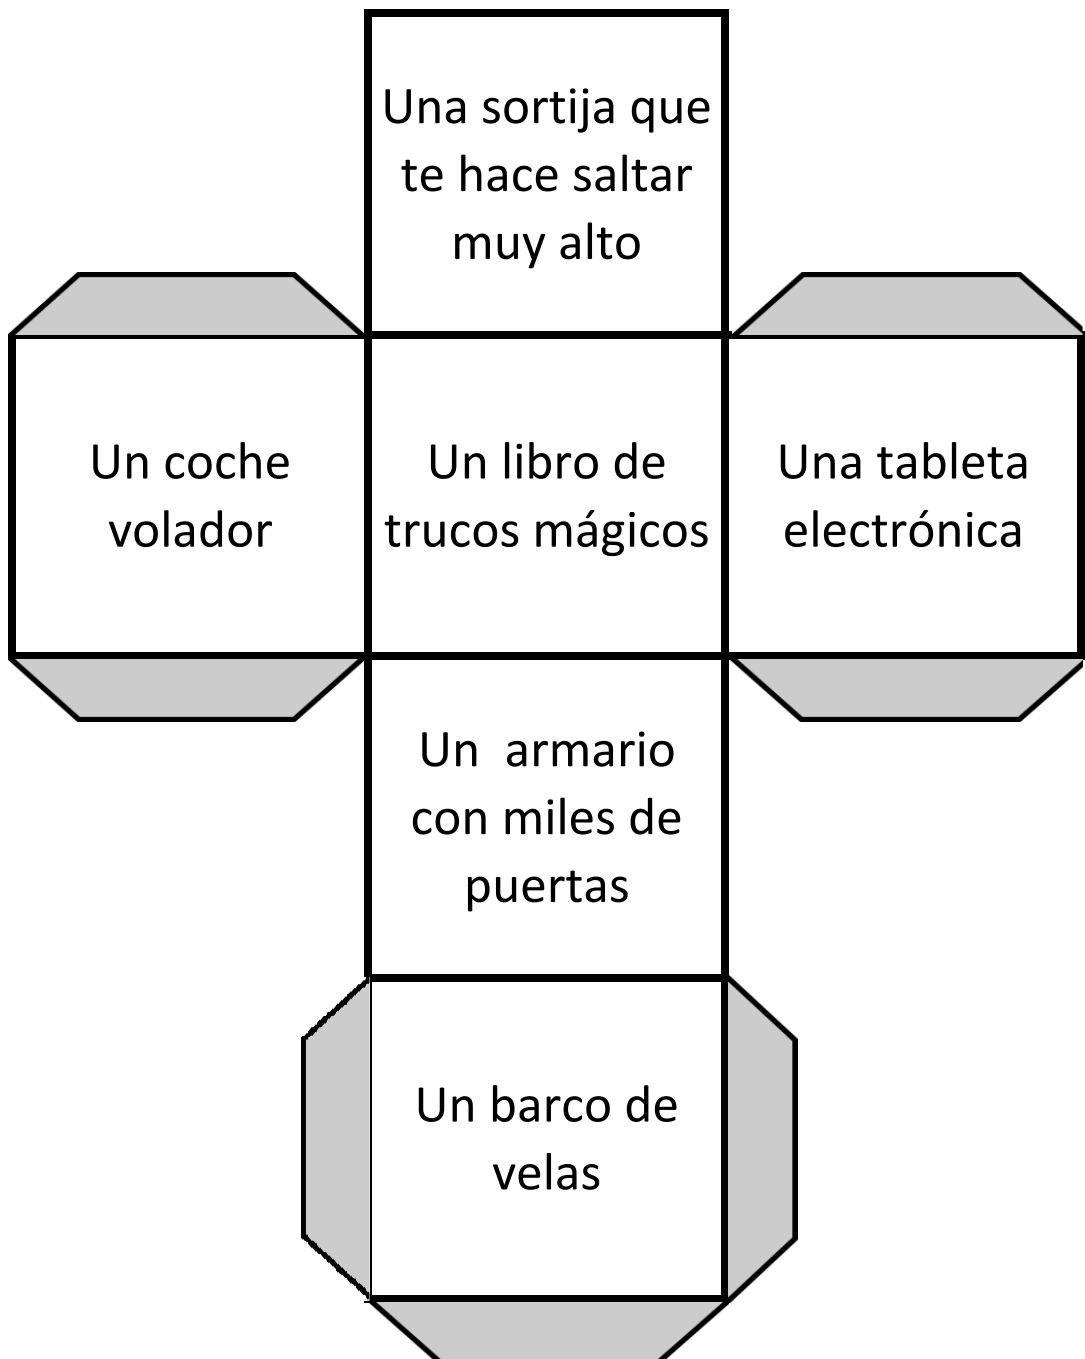 Una sortija que
te hace saltar
muy alto
Un coche
volador
Un libro de
trucos mágicos
Una tableta
electrónica
Un  armario
con miles de
puertas
Un barco de
velas